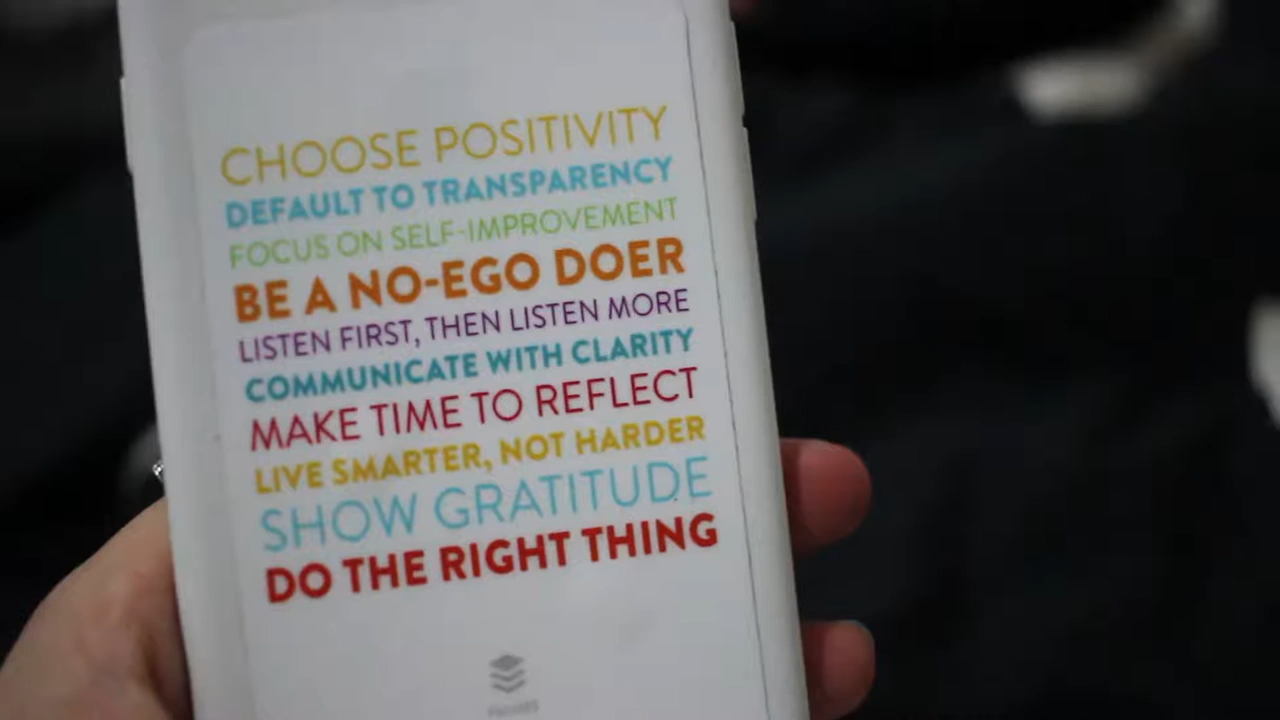 CHOOSE POSITIVITY
DEFAULT TO TRANSPARENCY
FOCUS ON SELF-IMPROVEMENT
BE A NO-EGO DOER
LISTEN FIRST, THEN LISTEN MORE
COMMUNICATE WITH CLARITY
MAKE TIME TO REFLECT
LIVE SMARTER, NOT HARDER
SHOW GRATITUDE
DO THE RIGHT THING